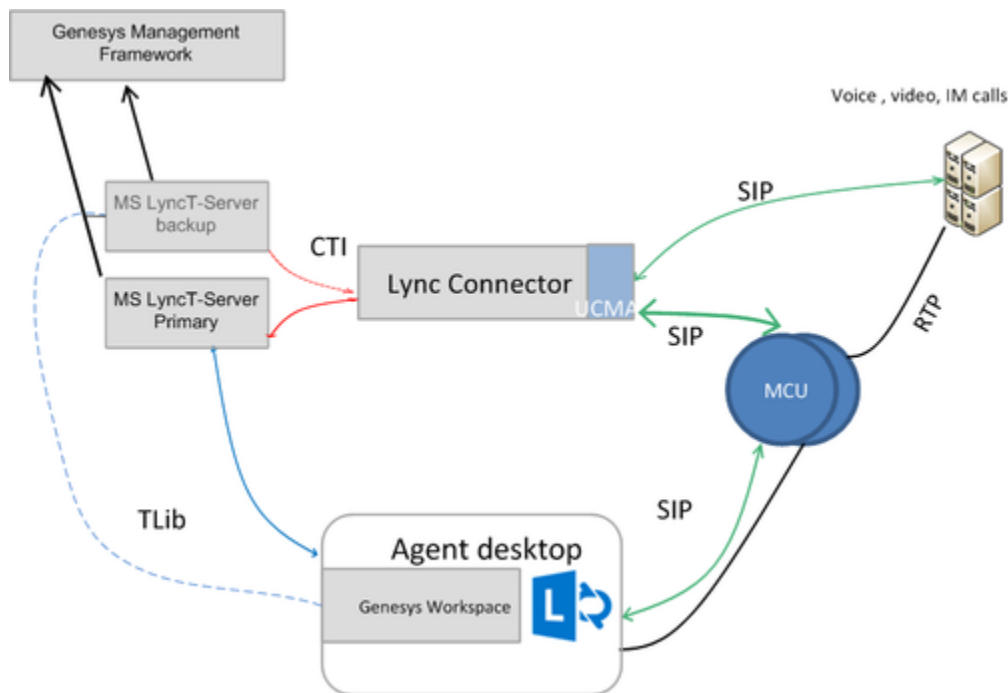 Genesys Management
Framework
Voice , video, IM calls
MS LyncT-Server
backup
SIP
CTI
Lync Connector
UCMA
MS LyncT-Server
Primary
SIP
RTP
MCU
TLib
SIP
Agent desktop
Genesys Workspace
L